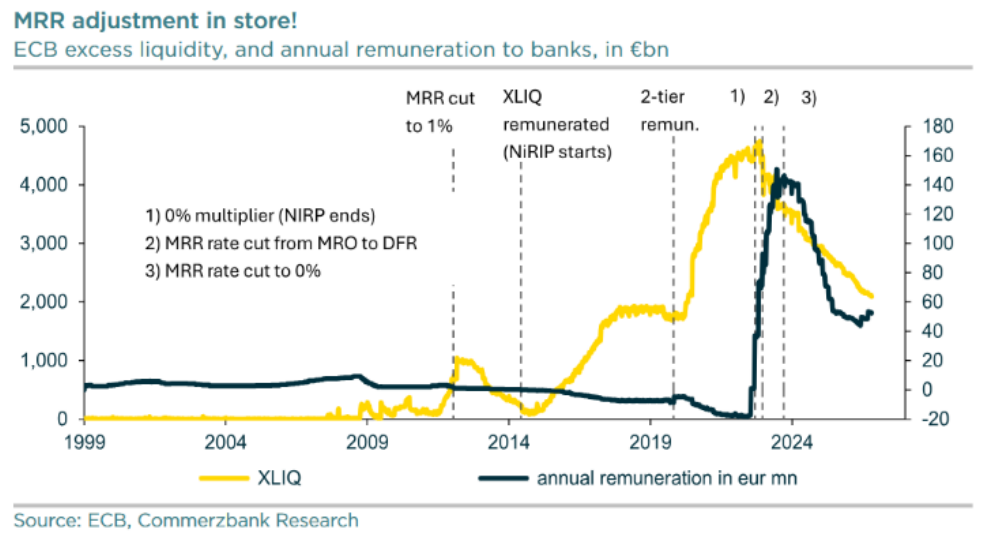 MRR adjustment in store!
ECB excess liquidity, and annual remuneration to banks, in €bn
MRR cut
to 1%
XLIQ
remunerated
(NiRIP starts)
2-tier
remun.
1)
2)
3)
5,000
4,000
3,000
2,000
1,000
0
1) 0% multiplier (NIRP ends)
2) MRR rate cut from MRO to DFR
3) MRR rate cut to 0%
180
160
140
120
100
80
60
40
20
0
-20
1999
2004
2009
2014
2019
2024
XLIQ
annual remuneration in eur mn
Source: ECB, Commerzbank Research